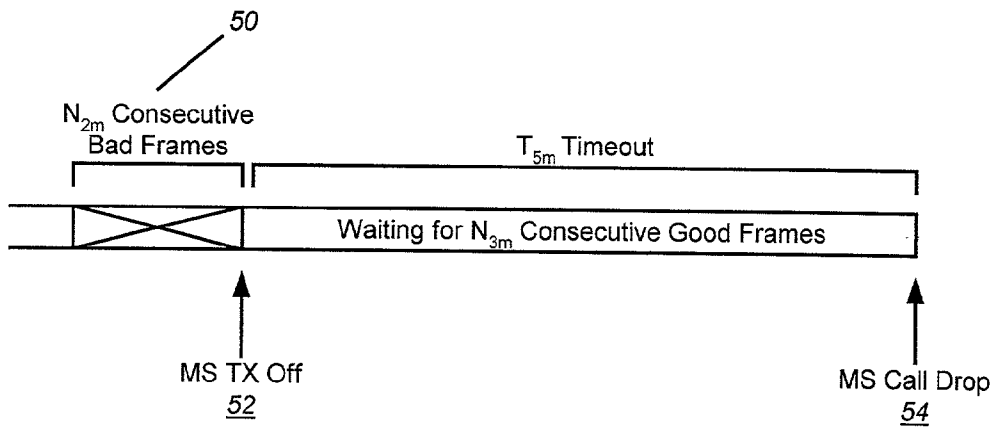 50
N2m Consecutive
Bad Frames
T5m Timeout
Waiting for N3m Consecutive Good Frames
MS TX Off
52
MS Call Drop
54